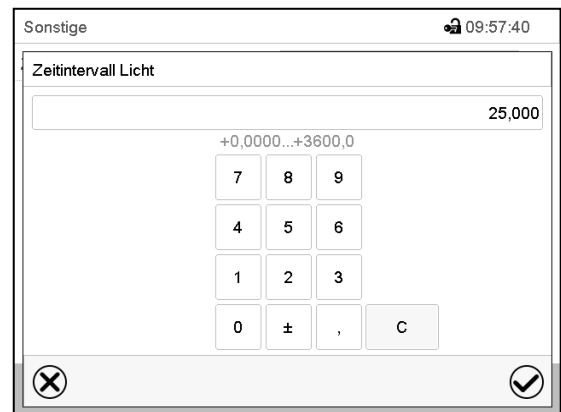 Sonstige 09:57:40
Zeitintervall Licht
25,000
+0,0000...+3600,0
7 8 9
4 5 6
1 2 3
0 ± , C